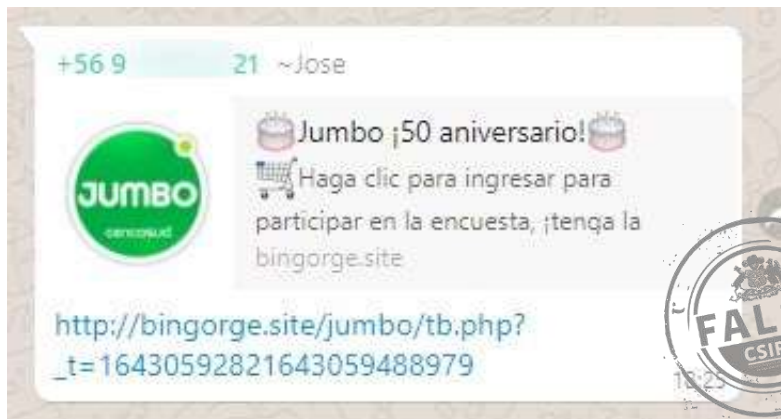 +56 9 21 ~Jose
JUMBO
cencosud
🎂Jumbo ¡50 aniversario!🎂
🛒Haga clic para ingresar para
participar en la encuesta, ¡tenga la
bingorge.site
http://bingorge.site/jumbo/tb.php?
_t=16430592821643059488979
CSIR